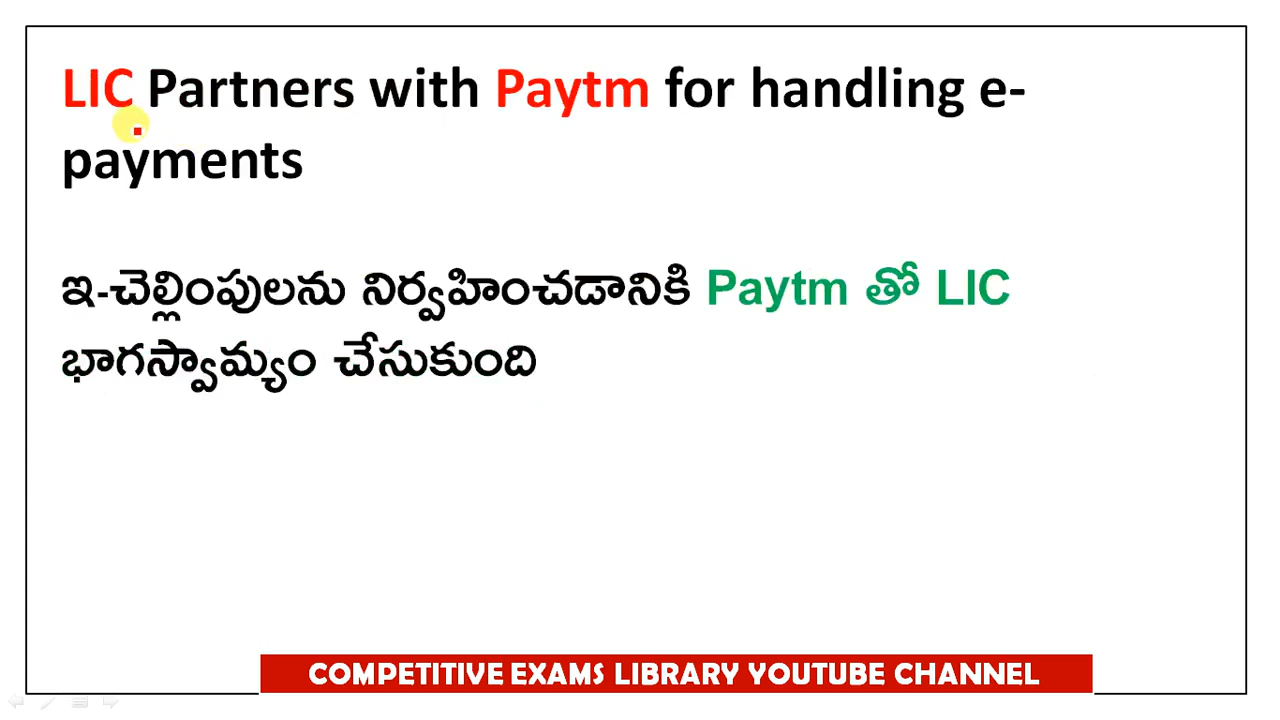 LIC Partners with Paytm for handling e-
payments
ఇ-చెల్లింపులను నిర్వహించడానికి Paytm తో LIC
భాగస్వామ్యం చేసుకుంది
COMPETITIVE EXAMS LIBRARY YOUTUBE CHANNEL